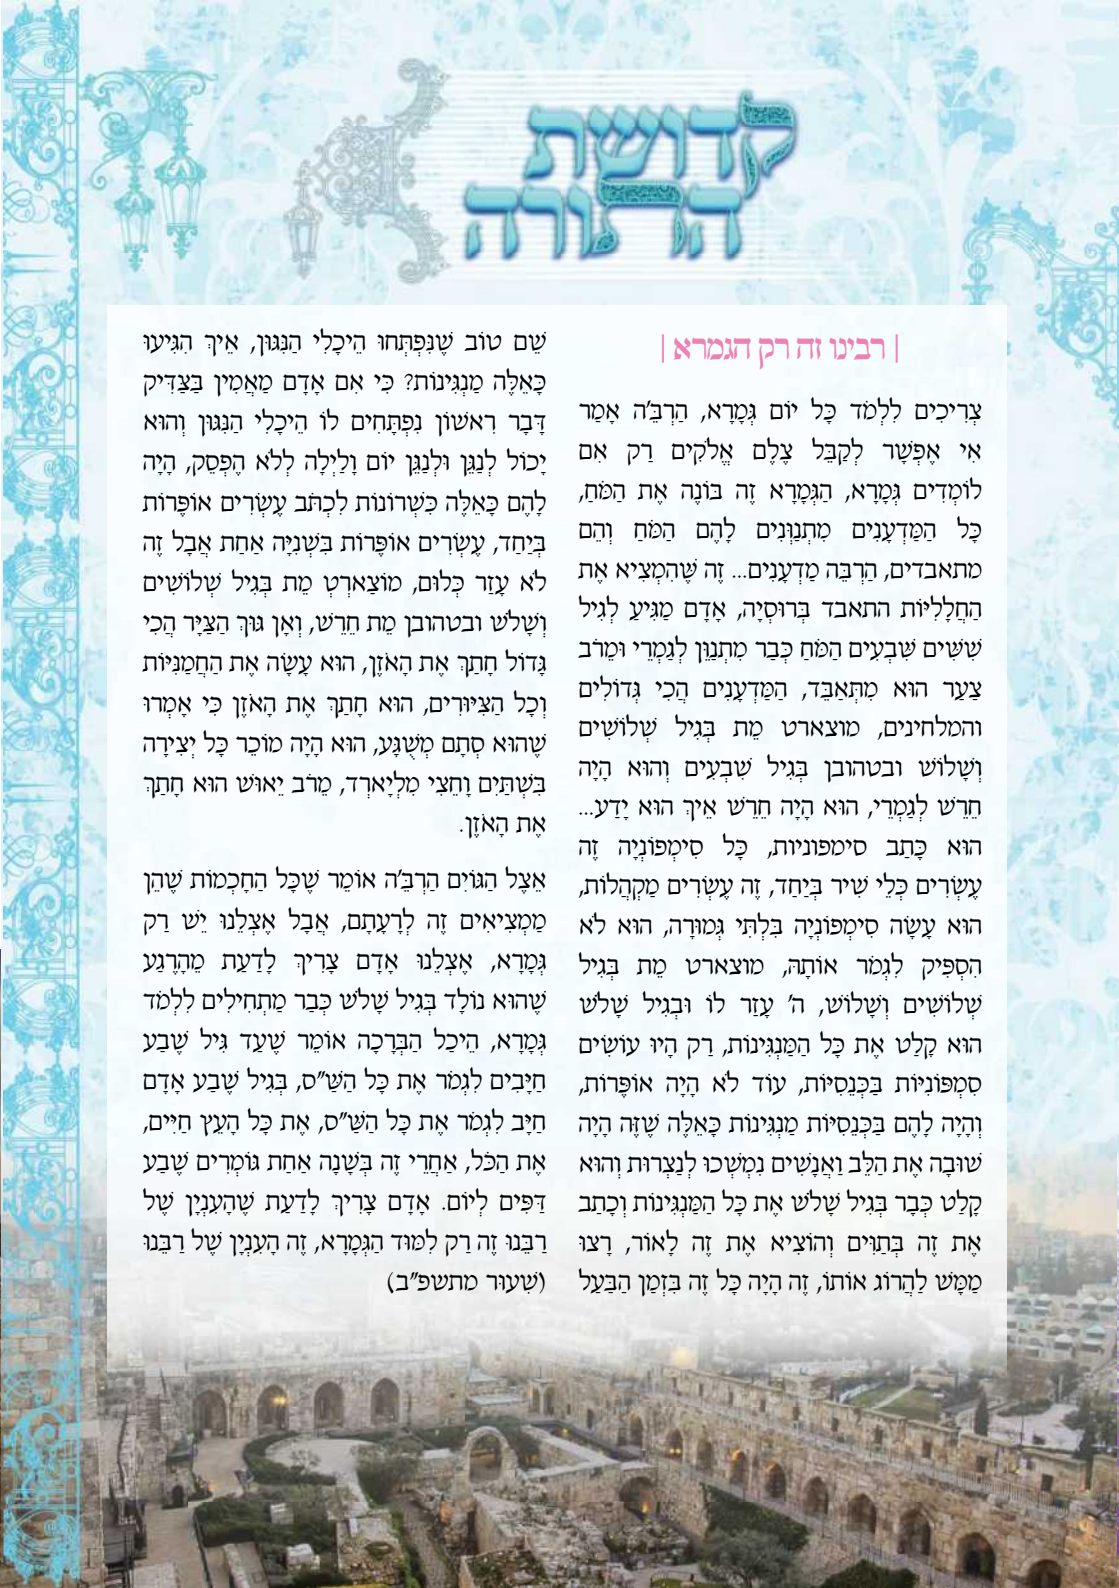 קדושת
התורה
| רבינו זה רק הגמרא |
צְרִיכִים לִלְמֹד כָּל יוֹם גְּמָרָא, הַרְבֵּ"ה אָמַר
אִי אֶפְשָׁר לְקַבֵּל צֶלֶם אֱלֹקִים רַק אִם
לוֹמְדִים גְּמָרָא, הַגְּמָרָא זֶה בּוֹנֶה אֶת הַמֹּחַ,
כָּל הַמַּדְעָנִים מִתְנַוְּנִים לָהֶם הַמֹּחַ וְהֵם
מתאבדים, הַרְבֵּה מַדְעָנִים... זֶה שֶׁהִמְצִיא אֶת
הַחֲלָלִיּוֹת התאבד בְּרוּסְיָה, אָדָם מַגִּיעַ לְגִיל
שִׁשִּׁים שִׁבְעִים הַמֹּחַ כְּבַר מִתְנַוֵּון לְגַמְרֵי וּמֵרֹב
צַעַר הוּא מִתְאַבֵּד, הַמַּדְעָנִים הֲכִי גְּדוֹלִים
והמלחינים, מוצארט מֵת בְּגִיל שְׁלוֹשִׁים
וְשָׁלוֹשׁ ובטהובן בְּגִיל שִׁבְעִים וְהוּא הָיָה
חֵרֵשׁ לְגַמְרֵי, הוּא הָיָה חֵרֵשׁ אֵיךְ הוּא יָדַע...
הוּא כָּתַב סימפוניות, כָּל סִימְפוֹנְיָה זֶה
עֶשְׂרִים כְּלֵי שִׁיר בְּיַחַד, זֶה עֶשְׂרִים מַקְהֵלוֹת,
הוּא עָשָׂה סִימְפוֹנְיָה בִּלְתִּי גְּמוּרָה, הוּא לֹא
הִסְפִּיק לִגְמֹר אוֹתָהּ, מוצארט מֵת בְּגִיל
שְׁלוֹשִׁים וְשָׁלוֹשׁ, ה' עָזַר לוֹ וּבְגִיל שָׁלֹשׁ
הוּא קָלַט אֶת כָּל הַמַּנְגִּינוֹת, רַק הָיוּ עוֹשִׂים
סִמְפּוֹנִיּוֹת בַּכְּנֵסִיּוֹת, עוֹד לֹא הָיָה אוֹפֶּרוֹת,
וְהָיָה לָהֶם בַּכְּנֵסִיּוֹת מַנְגִּינוֹת כָּאֵלֶּה שֶׁזֶּה הָיָה
שׁוּבֶה אֶת הַלֵּב וַאֲנָשִׁים נִמְשְׁכוּ לְנַצְרוּת וְהוּא
קָלַט כְּבָר בְּגִיל שָׁלֹשׁ אֶת כָּל הַמַּנְגִּינוֹת וְכָתַב
אֶת זֶה בְּתַוִּים וְהוֹצִיא אֶת זֶה לָאוֹר, רָצוּ
מַמָּשׁ לַהֲרוֹג אוֹתוֹ, זֶה הָיָה כָּל זֶה בִּזְמַן הַבַּעַל
שֵׁם טוֹב שֶׁנִּפְתְּחוּ הֵיכָלֵי הַנִּגּוּן, אֵיךְ הִגִּיעוּ
כָּאֵלֶּה מַנְגִּינוֹת? כִּי אִם אָדָם מַאֲמִין בַּצַּדִּיק
דָּבָר רִאשׁוֹן נִפְתָּחִים לוֹ הֵיכְלֵי הַנִּגּוּן וְהוּא
יָכוֹל לְנַגֵּן וּלְנַגֵּן יוֹם וָלַיְלָה לְלֹא הֶפְסֵק, הָיָה
לָהֶם כָּאֵלֶּה כִּשְׁרוֹנוֹת לִכְתֹּב עֶשְׂרִים אוֹפֶּרוֹת
בְּיַחַד, עֶשְׂרִים אוֹפֶּרוֹת בִּשְׁנִיָּה אַחַת אֲבָל זֶה
לֹא עָזַר כְּלוּם, מוֹצַארְט מֵת בְּגִיל שְׁלוֹשִׁים
וְשָׁלֹשׁ ובטהובן מֵת חֵרֵשׁ, וְאָן גּוּךְ הַצַּיָּר הֲכִי
גָּדוֹל חָתַךְ אֶת הָאֹזֶן, הוּא עָשָׂה אֶת הַחֲמַנִּיּוֹת
וְכָל הַצִּיּוּרִים, הוּא חָתַךְ אֶת הָאֹזֶן כִּי אָמְרוּ
שֶׁהוּא סְתָם מְשֻׁגָּע, הוּא הָיָה מוֹכֵר כָּל יְצִירָה
בִּשְׁתַּיִם וָחֵצִי מִלְיַארְד, מֵרֹב יֵאוּשׁ הוּא חָתַךְ
אֶת הָאֹזֶן.
אֵצֶל הַגּוֹיִם הַרְבֵּ"ה אוֹמֵר שֶׁכָּל הַחָכְמוֹת שֶׁהֵן
מַמְצִיאִים זֶה לְרָעָתָם, אֲבָל אֶצְלֵנוּ יֵשׁ רַק
גְּמָרָא, אֶצְלֵנוּ אָדָם צָרִיךְ לָדַעַת מֵהָרֶגַע
שֶׁהוּא נוֹלָד בְּגִיל שָׁלֹשׁ כְּבַר מַתְחִילִים לִלְמֹד
גְּמָרָא, הֵיכַל הַבְּרָכָה אוֹמֵר שֶׁעַד גִּיל שֶׁבַע
חַיָּבִים לִגְמֹר אֶת כָּל הַשַּׁ"ס, בְּגִיל שֶׁבַע אָדָם
חַיָּב לִגְמֹר אֶת כָּל הַשַּׁ"ס, אֶת כָּל הָעֵץ חַיִּים,
אֶת הַכֹּל, אַחֲרֵי זֶה בְּשָׁנָה אַחַת גּוֹמְרִים שֶׁבַע
דַּפִּים לְיוֹם. אָדָם צָרִיךְ לָדַעַת שֶׁהָעִנְיָן שֶׁל
רַבֵּנוּ זֶה רַק לִמּוּד הַגְּמָרָא, זֶה הָעִנְיָן שֶׁל רַבֵּנוּ
(שִׁעוּר מתשפ"ב)